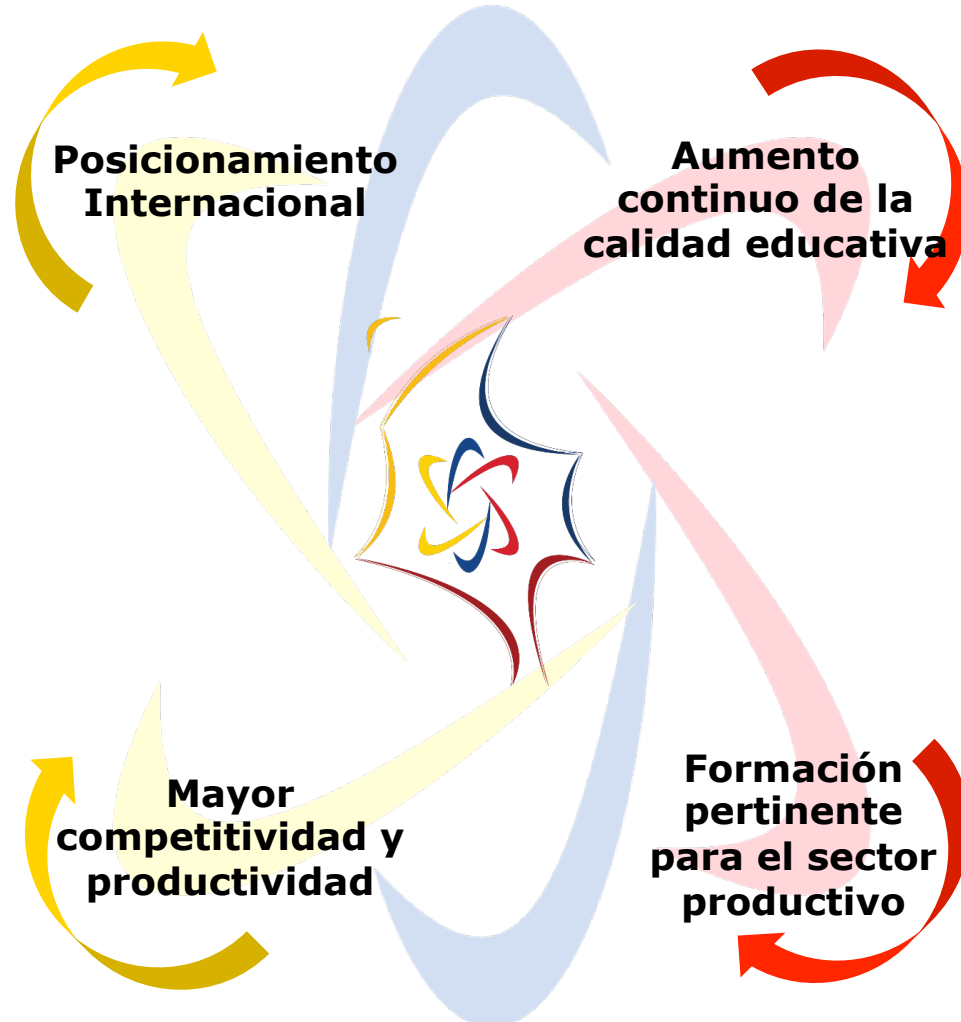 Posicionamiento
Internacional
Aumento
continuo de la
calidad educativa
Mayor
competitividad y
productividad
Formación
pertinente
para el sector
productivo